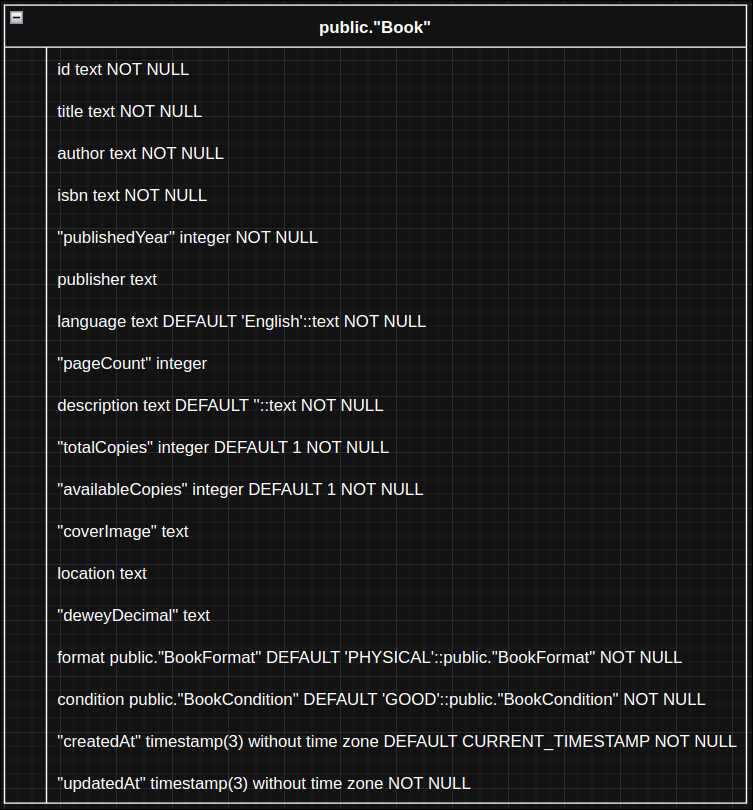 public."Book"
id text NOT NULL
title text NOT NULL
author text NOT NULL
isbn text NOT NULL
"publishedYear" integer NOT NULL
publisher text
language text DEFAULT 'English'::text NOT NULL
"pageCount" integer
description text DEFAULT ''::text NOT NULL
"totalCopies" integer DEFAULT 1 NOT NULL
"availableCopies" integer DEFAULT 1 NOT NULL
"coverImage" text
location text
"deweyDecimal" text
format public."BookFormat" DEFAULT 'PHYSICAL'::public."BookFormat" NOT NULL
condition public."BookCondition" DEFAULT 'GOOD'::public."BookCondition" NOT NULL
"createdAt" timestamp(3) without time zone DEFAULT CURRENT_TIMESTAMP NOT NULL
"updatedAt" timestamp(3) without time zone NOT NULL